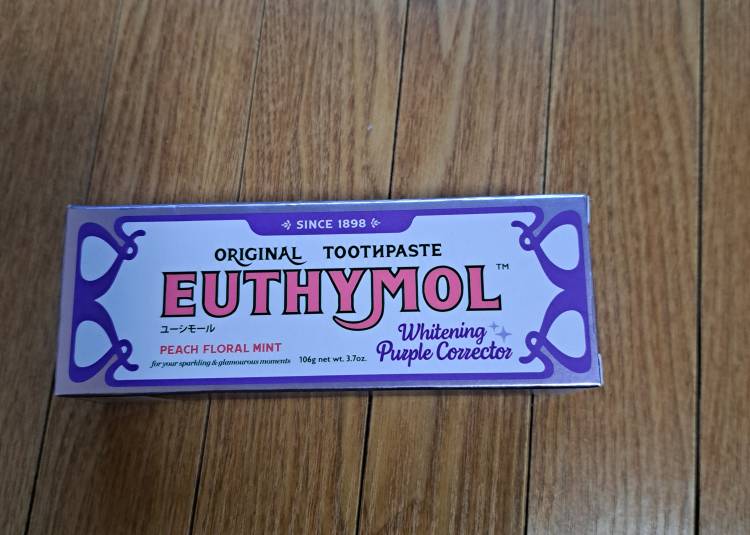 SINCE 1898
ORIGINAL TOOTHPASTE
EUTHYMOL™
ユーシモール
Whitening
PEACH FLORAL MINT
Purple Corrector
for your sparkling & glamourous moments
106g net wt. 3.7oz.